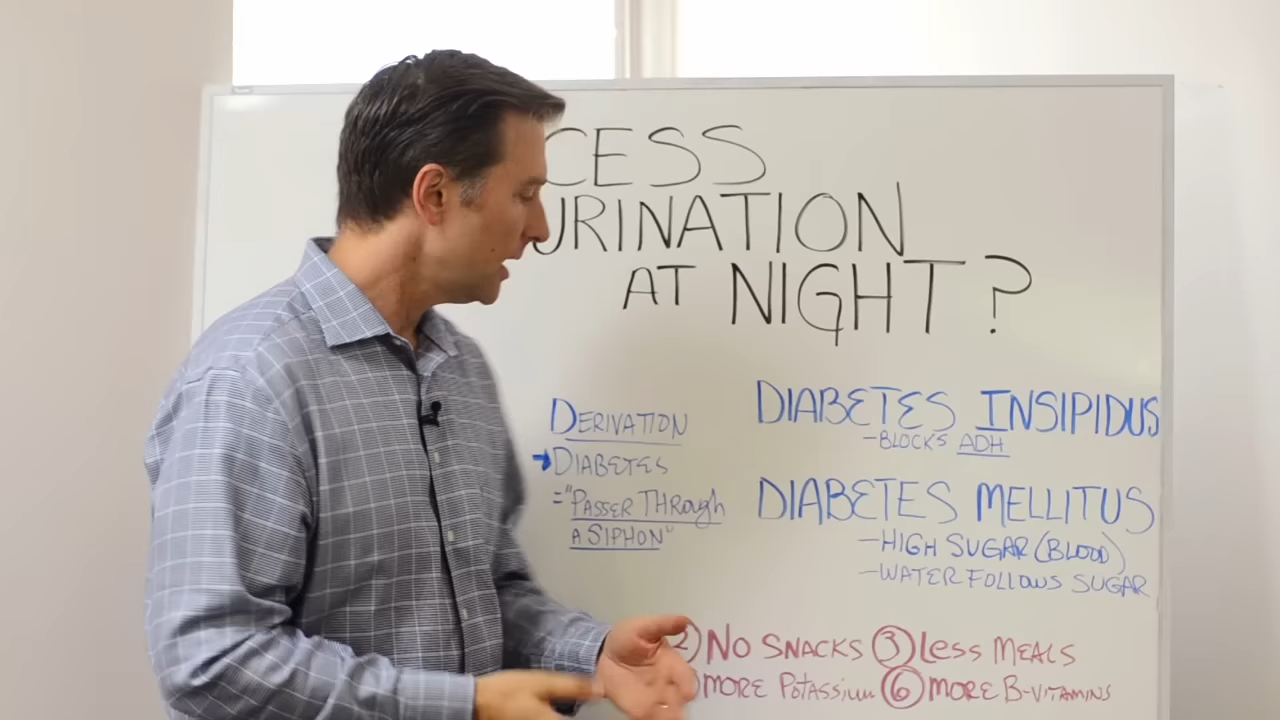 CESS
URINATION
AT NIGHT?
DERIVATION
→DIABETES
="PASSER THROUGH
A SIPHON"
DIABETES INSIPIDUS
-BLOCKS ADH
DIABETES MELLITUS
-HIGH SUGAR (BLOOD)
-WATER FOLLOWS SUGAR
2 NO SNACKS 3 LESS MEALS
MORE POTASSIUM 6 MORE B-VITAMINS